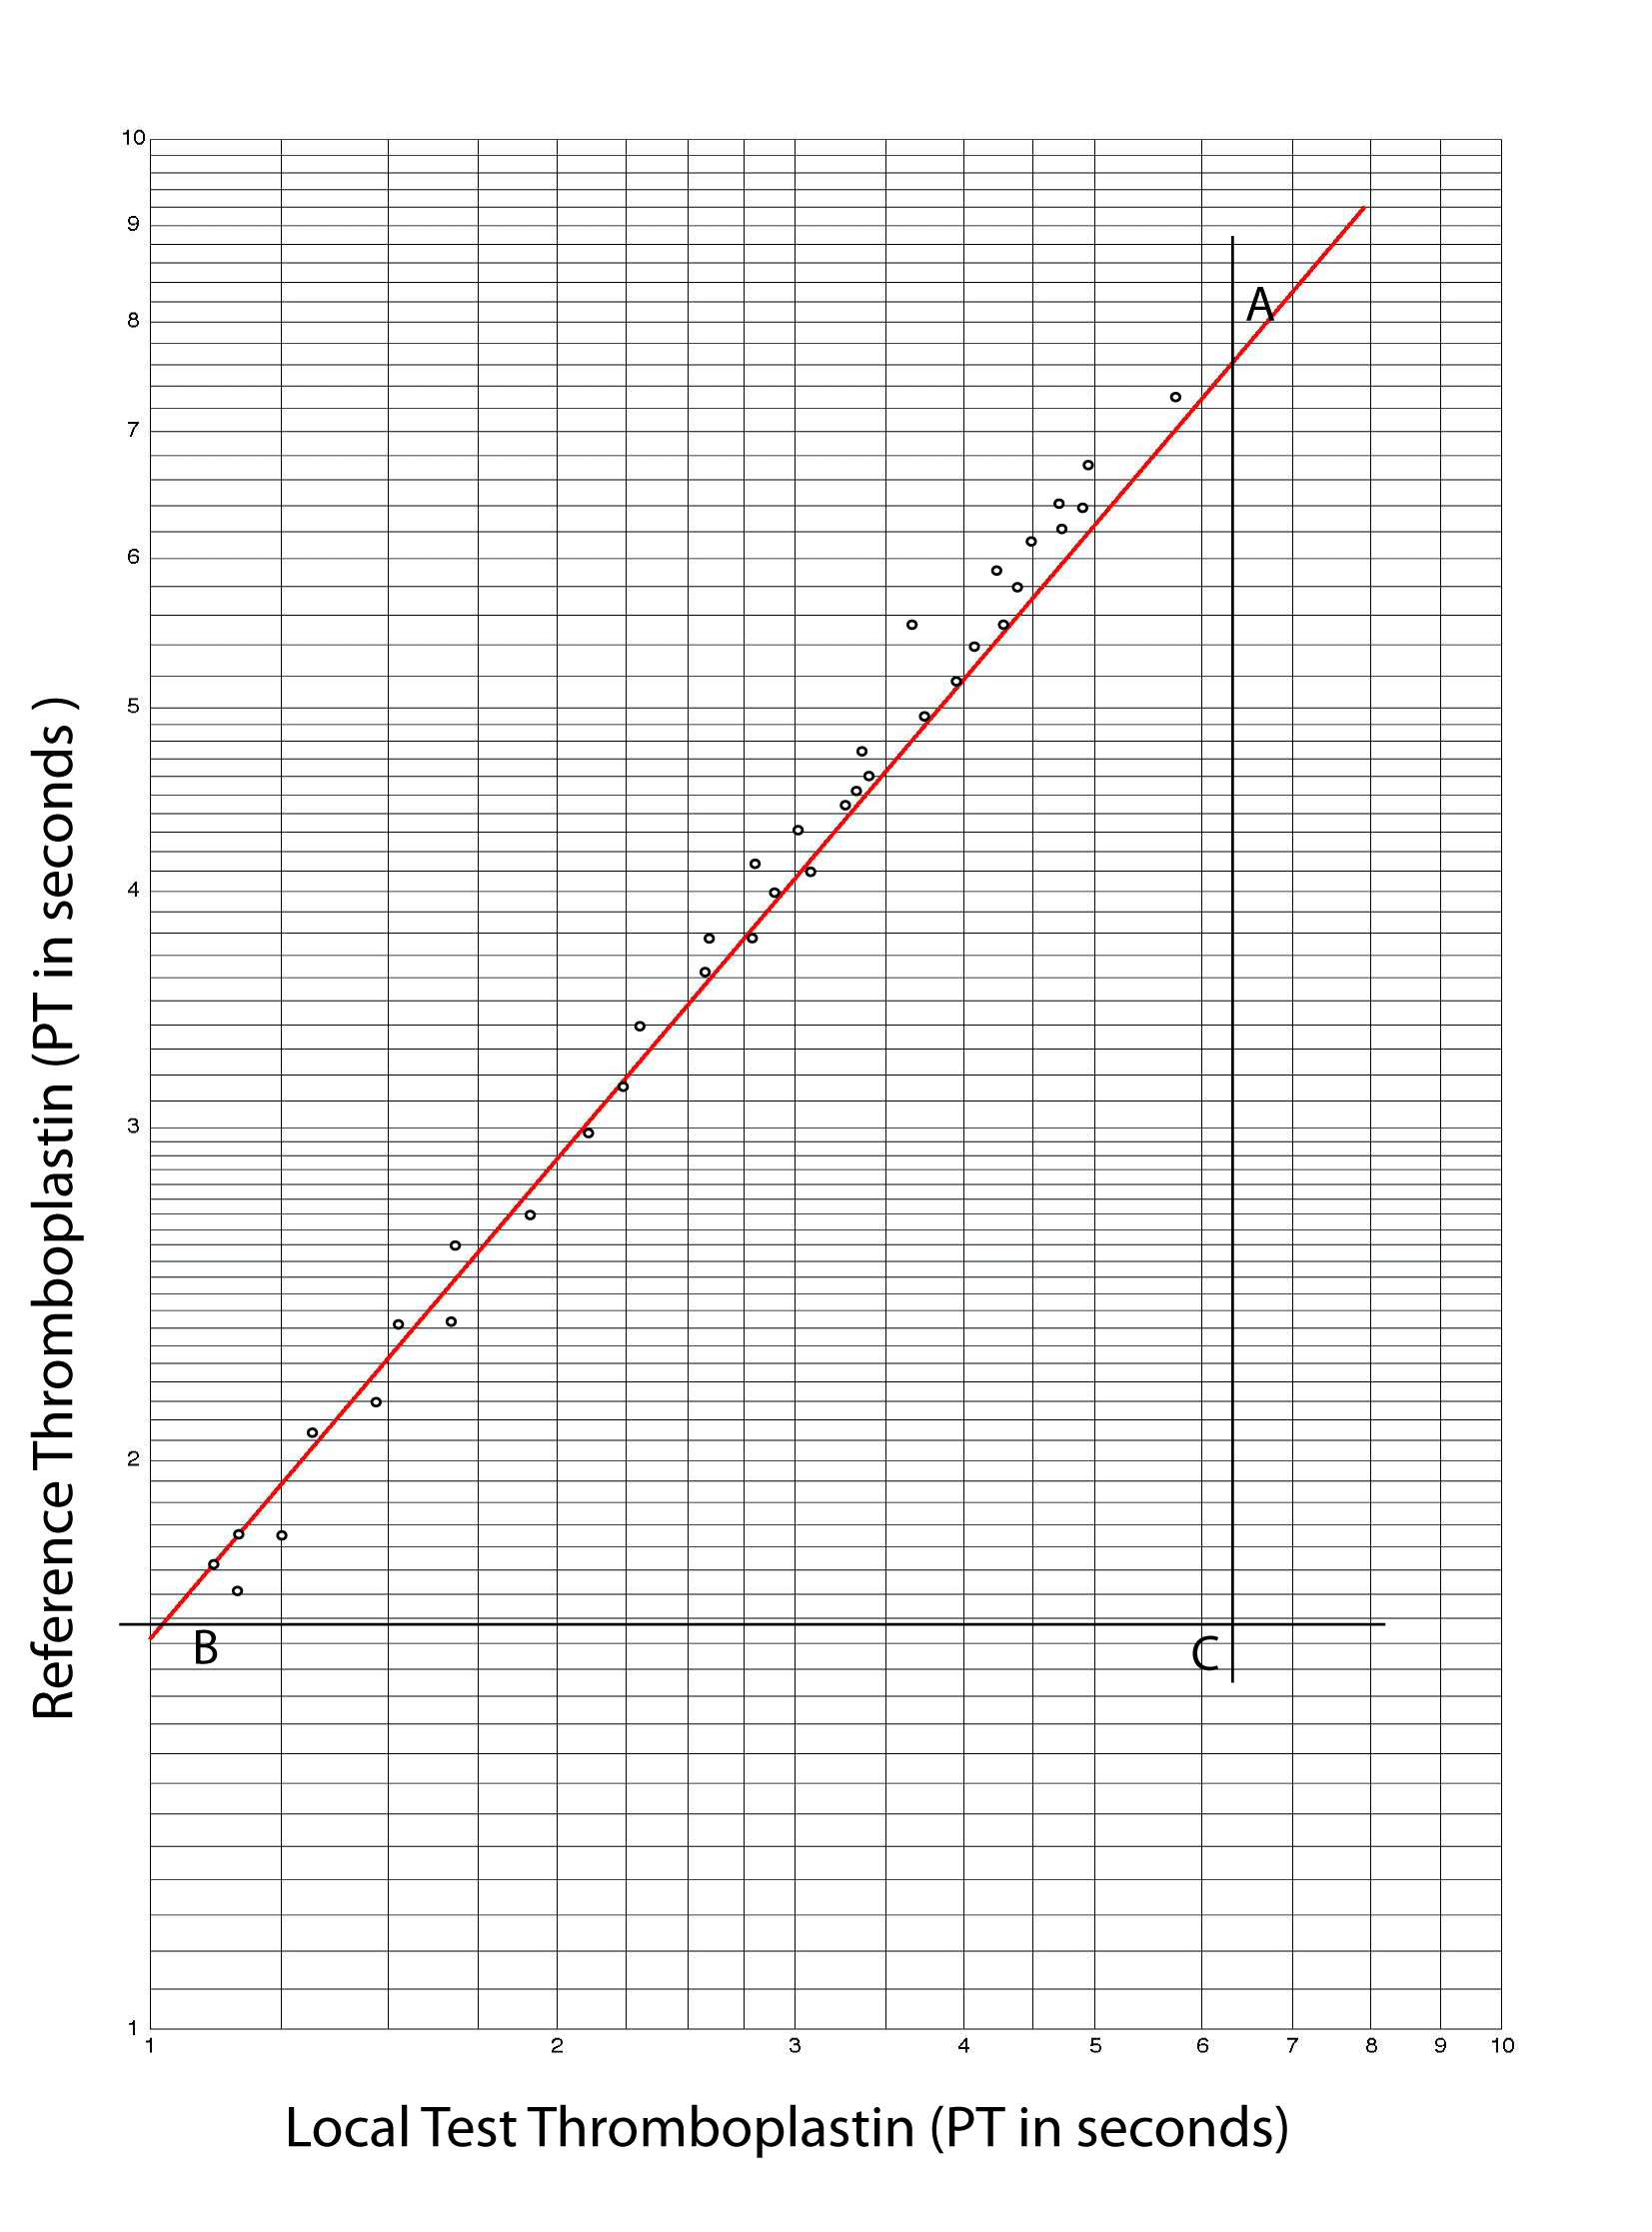 10
9
8
7
6
5
4
3
2
1
Reference Thromboplastin (PT in seconds )
A
B
C
1 2 3 4 5 6 7 8 9 10
Local Test Thromboplastin (PT in seconds)